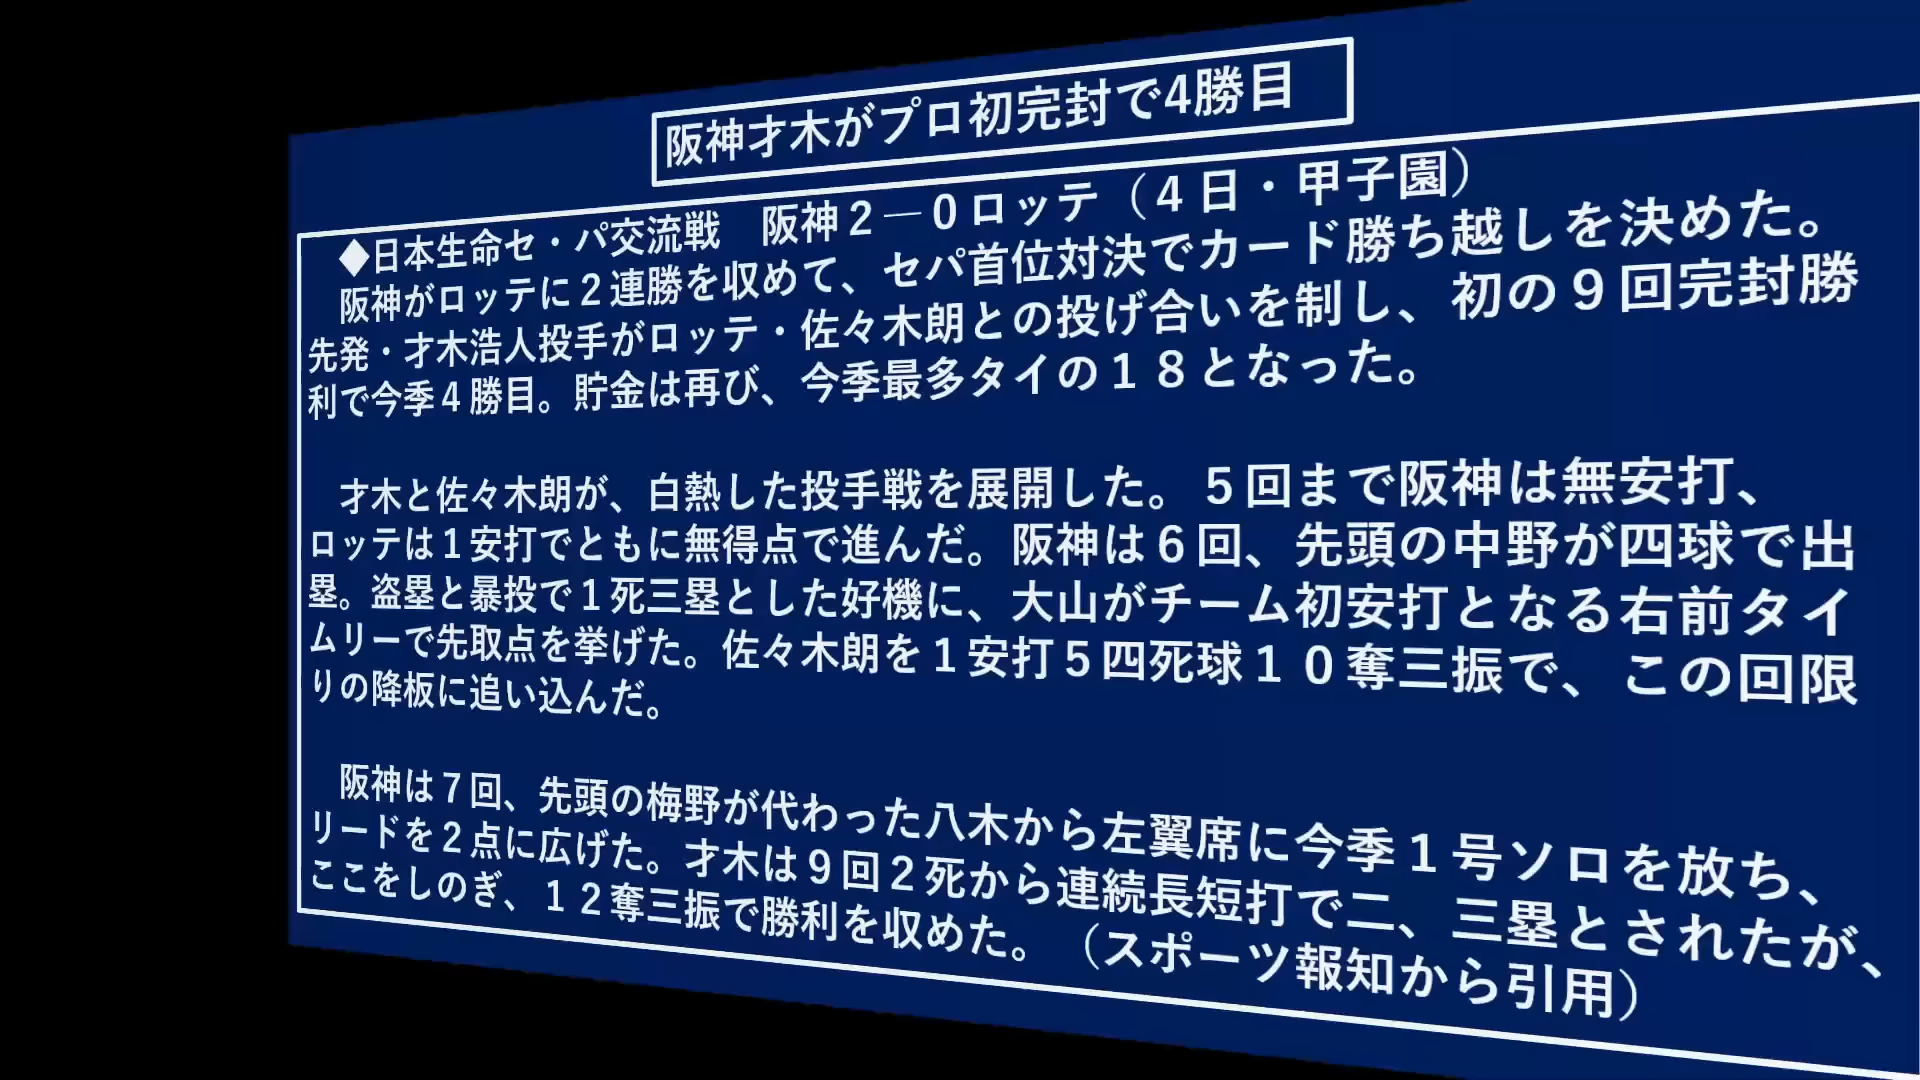 阪神才木がプロ初完封で4勝目
◆日本生命セ・パ交流戦　阪神２―０ロッテ（４日・甲子園）
阪神がロッテに２連勝を収めて、セパ首位対決でカード勝ち越しを決めた。
先発・才木浩人投手がロッテ・佐々木朗との投げ合いを制し、初の９回完封勝
利で今季４勝目。貯金は再び、今季最多タイの１８となった。
才木と佐々木朗が、白熱した投手戦を展開した。５回まで阪神は無安打、
ロッテは１安打でともに無得点で進んだ。阪神は６回、先頭の中野が四球で出
塁。盗塁と暴投で１死三塁とした好機に、大山がチーム初安打となる右前タイ
ムリーで先取点を挙げた。佐々木朗を１安打５四死球１０奪三振で、この回限
りの降板に追い込んだ。
阪神は７回、先頭の梅野が代わった八木から左翼席に今季１号ソロを放ち、
リードを２点に広げた。才木は９回２死から連続長短打で二、三塁とされたが、
ここをしのぎ、１２奪三振で勝利を収めた。（スポーツ報知から引用）